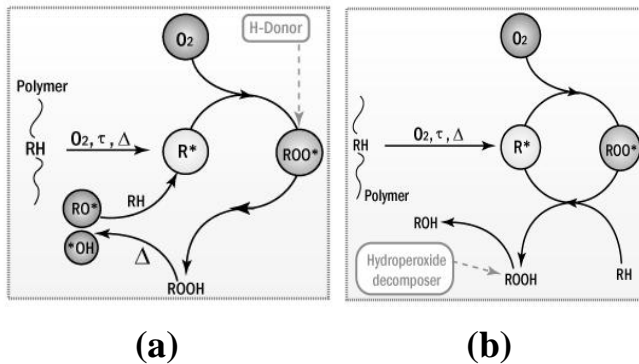 O₂
H-Donor
Polymer
RH
O₂, τ, Δ
R*
ROO*
RO*
RH
*OH
Δ
ROOH
(a)
O₂
RH
O₂, τ, Δ
R*
ROO*
Polymer
ROH
Hydroperoxide
decomposer
ROOH
RH
(b)